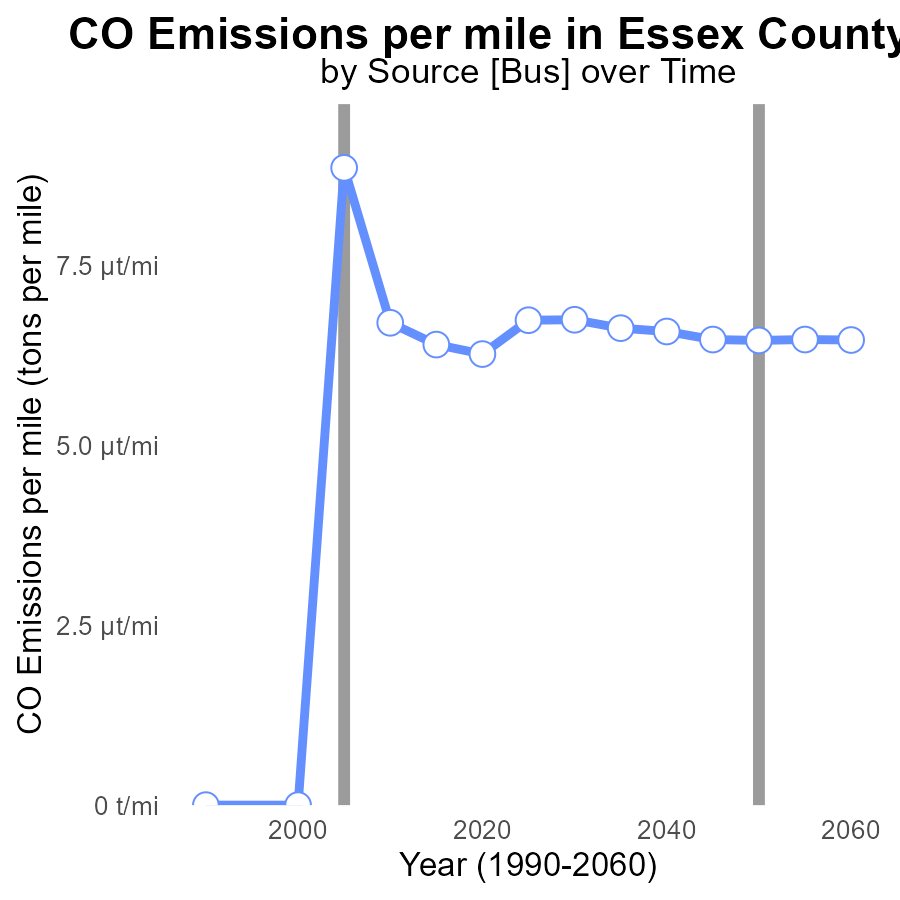 CO Emissions per mile in Essex County
by Source [Bus] over Time
CO Emissions per mile (tons per mile)
7.5 µt/mi
5.0 µt/mi
2.5 µt/mi
0 t/mi
2000 2020 2040 2060
Year (1990-2060)